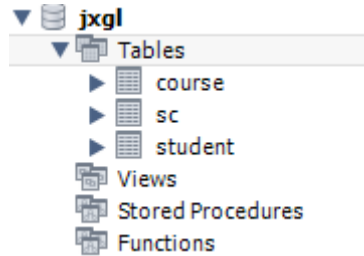 jxgl
Tables
course
sc
student
Views
Stored Procedures
Functions